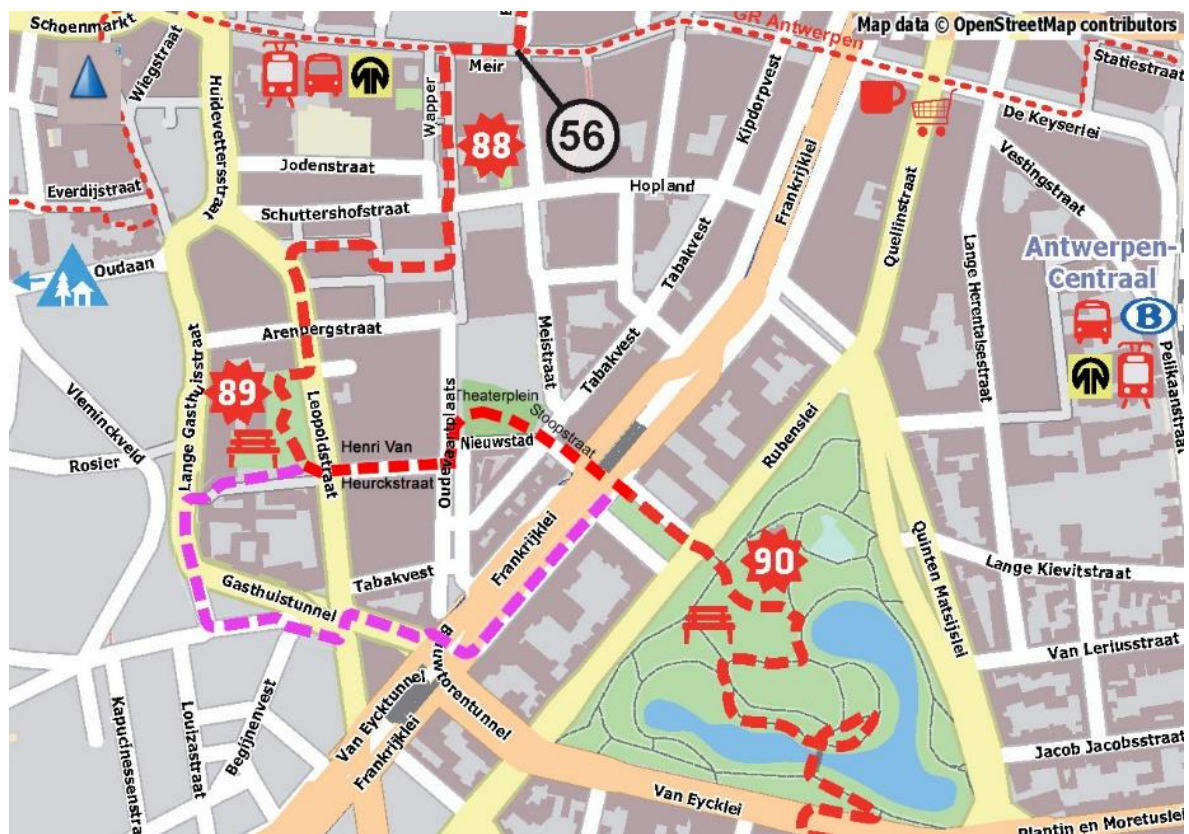 Map data © OpenStreetMap contributors
Schoenmarkt
Wiegstraat
GR Antwerpen
Meir
Statiestraat
Huidevettersstraat
Wapper
88
56
Kipdorpvest
Frankrijklei
De Keyserlei
Vestingstraat
Jodenstraat
Everdijstraat
Hopland
Schuttershofstraat
Quellinstraat
Tabakvest
Oudaan
Antwerpen-
Centraal
B
Lange Herentalsestraat
Pelikaanstraat
Arenbergstraat
Meistraat
Tabakvest
Lange Gasthuisstraat
89
Leopoldstraat
Vleminckveld
Theaterplein
Stoopstraat
Henri Van
Nieuwstad
Oudevaartplaats
Heurckstraat
Rosier
Rubenslei
Quinten Matsijslei
90
Frankrijklei
Lange Kievitstraat
Tabakvest
Gasthuistunnel
Van Leriusstraat
Kapucinessenstraat
Louizastraat
Begijnenvest
Van Eycktunnel
Frankrijklei
Jacob Jacobsstraat
Van Eycklei
Plantin en Moretuslei